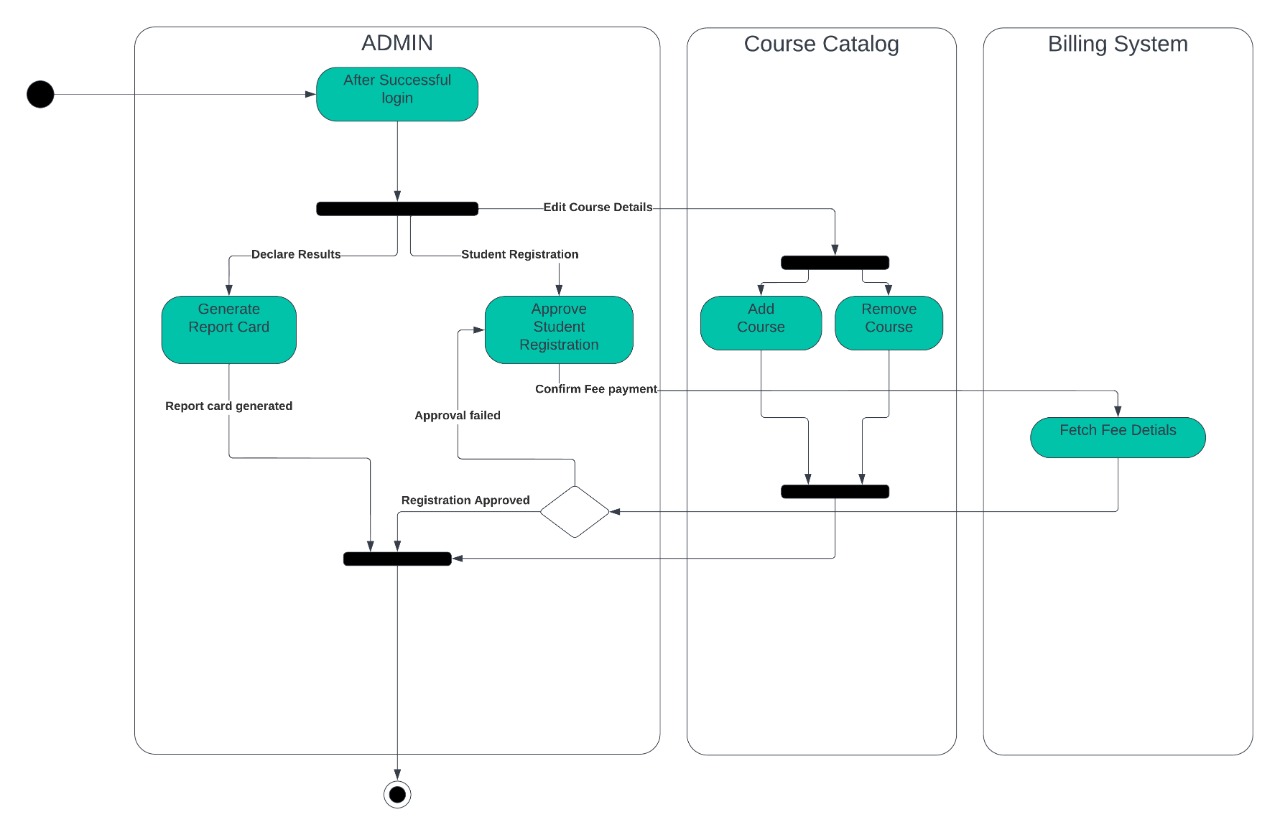 ADMIN
Course Catalog
Billing System
After Successful
login
Edit Course Details
Declare Results
Student Registration
Generate
Report Card
Approve
Student
Registration
Add
Course
Remove
Course
Confirm Fee payment
Report card generated
Approval failed
Fetch Fee Detials
Registration Approved